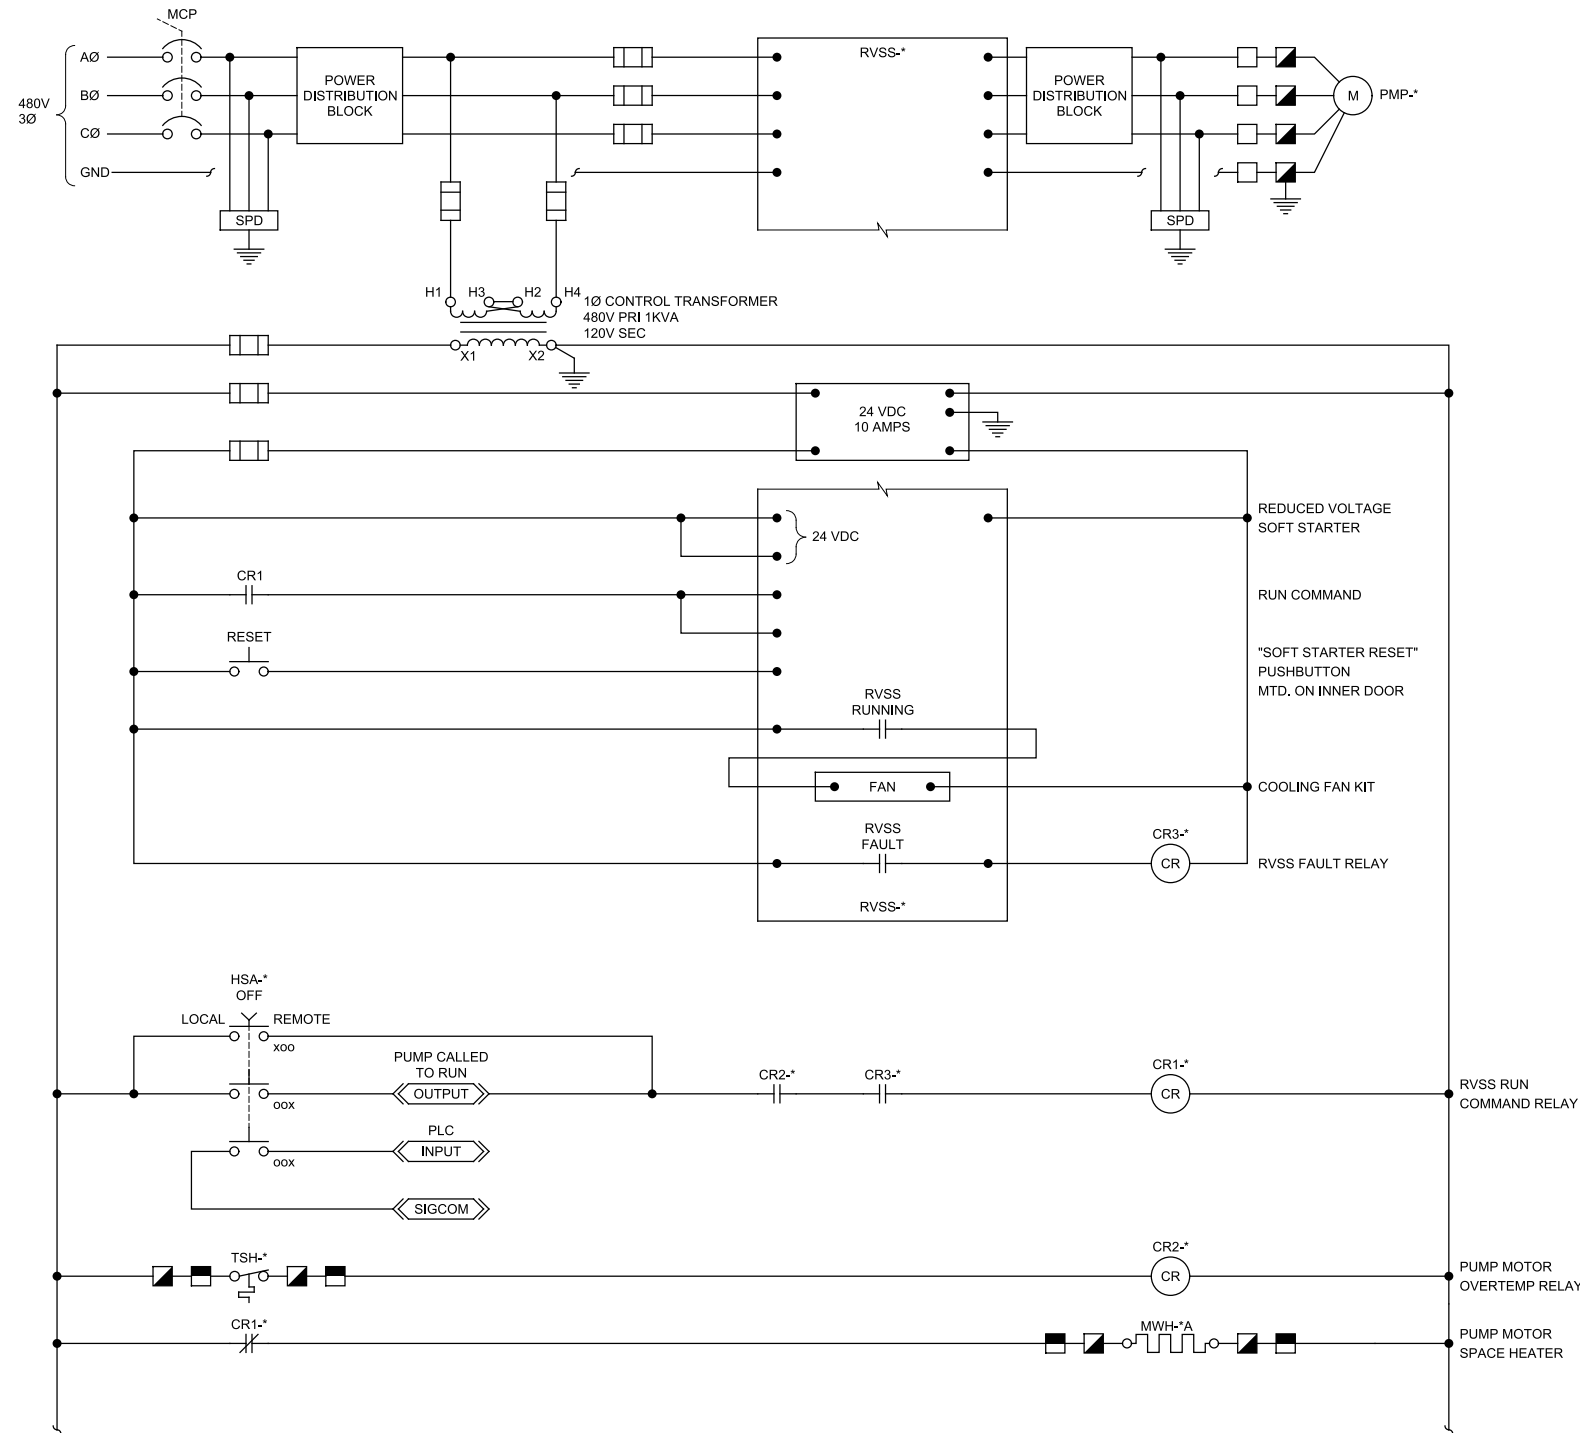 MCP
AØ
BØ
CØ
GND
480V
3Ø
POWER
DISTRIBUTION
BLOCK
SPD
RVSS-*
POWER
DISTRIBUTION
BLOCK
SPD
M
PMP-*
H1
H3
H2
H4
1Ø CONTROL TRANSFORMER
480V PRI 1KVA
120V SEC
X1
X2
24 VDC
10 AMPS
24 VDC
REDUCED VOLTAGE
SOFT STARTER
CR1
RUN COMMAND
RESET
"SOFT STARTER RESET"
PUSHBUTTON
MTD. ON INNER DOOR
RVSS
RUNNING
FAN
COOLING FAN KIT
RVSS
FAULT
CR3-*
CR
RVSS FAULT RELAY
RVSS-*
HSA-*
OFF
LOCAL
REMOTE
xoo
PUMP CALLED
TO RUN
OUTPUT
oox
CR2-*
CR3-*
CR1-*
CR
RVSS RUN
COMMAND RELAY
PLC
INPUT
oox
SIGCOM
TSH-*
CR2-*
CR
PUMP MOTOR
OVERTEMP RELAY
CR1-*
MWH-*A
PUMP MOTOR
SPACE HEATER